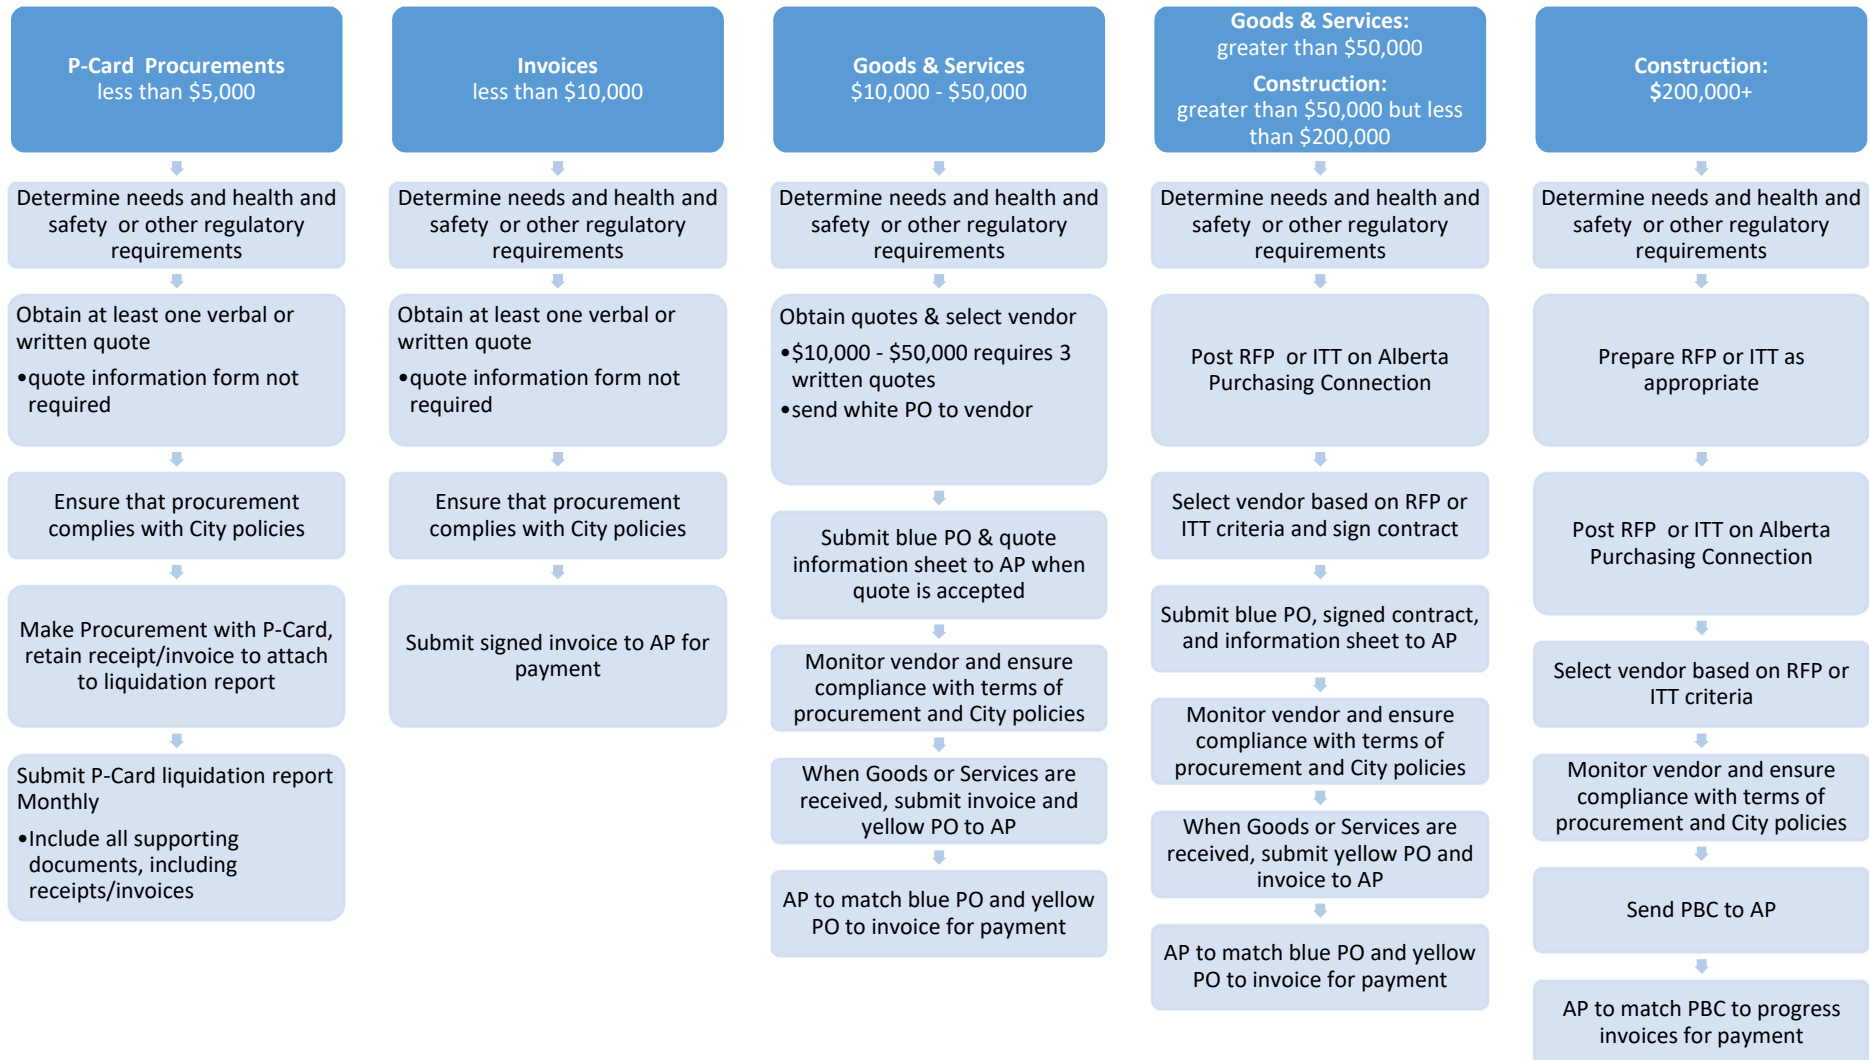 P-Card Procurements
less than $5,000
Determine needs and health and
safety or other regulatory
requirements
Obtain at least one verbal or
written quote
•quote information form not
required
Ensure that procurement
complies with City policies
Make Procurement with P-Card,
retain receipt/invoice to attach
to liquidation report
Submit P-Card liquidation report
Monthly
•Include all supporting
documents, including
receipts/invoices
Invoices
less than $10,000
Determine needs and health and
safety or other regulatory
requirements
Obtain at least one verbal or
written quote
•quote information form not
required
Ensure that procurement
complies with City policies
Submit signed invoice to AP for
payment
Goods & Services
$10,000 - $50,000
Determine needs and health and
safety or other regulatory
requirements
Obtain quotes & select vendor
•$10,000 - $50,000 requires 3
written quotes
•send white PO to vendor
Submit blue PO & quote
information sheet to AP when
quote is accepted
Monitor vendor and ensure
compliance with terms of
procurement and City policies
When Goods or Services are
received, submit invoice and
yellow PO to AP
AP to match blue PO and yellow
PO to invoice for payment
Goods & Services:
greater than $50,000
Construction:
greater than $50,000 but less
than $200,000
Determine needs and health and
safety or other regulatory
requirements
Post RFP or ITT on Alberta
Purchasing Connection
Select vendor based on RFP or
ITT criteria and sign contract
Submit blue PO, signed contract,
and information sheet to AP
Monitor vendor and ensure
compliance with terms of
procurement and City policies
When Goods or Services are
received, submit yellow PO and
invoice to AP
AP to match blue PO and yellow
PO to invoice for payment
Construction:
$200,000+
Determine needs and health and
safety or other regulatory
requirements
Prepare RFP or ITT as
appropriate
Post RFP or ITT on Alberta
Purchasing Connection
Select vendor based on RFP or
ITT criteria
Monitor vendor and ensure
compliance with terms of
procurement and City policies
Send PBC to AP
AP to match PBC to progress
invoices for payment